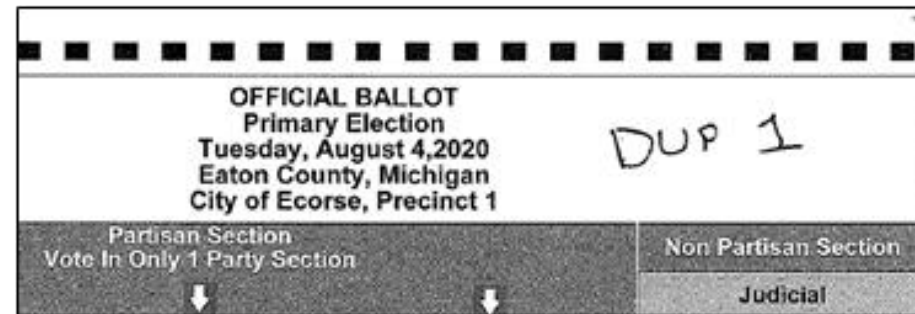 OFFICIAL BALLOT
Primary Election
Tuesday, August 4,2020
Eaton County, Michigan
City of Ecorse, Precinct 1
DUP 1
Partisan Section
Vote In Only 1 Party Section
Non Partisan Section
Judicial